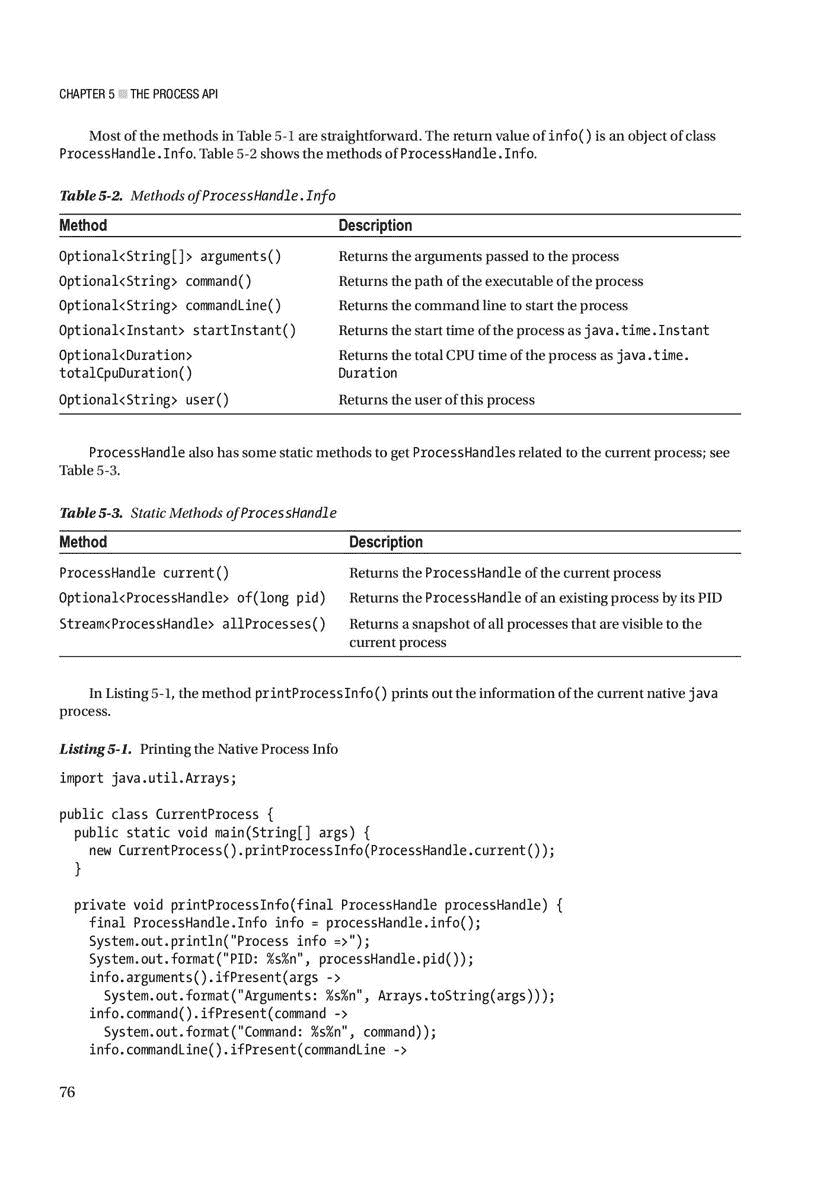 CHAPTER 5 ▒ THE PROCESS API
Most of the methods in Table 5-1 are straightforward. The return value of info() is an object of class
ProcessHandle.Info. Table 5-2 shows the methods of ProcessHandle.Info.
Table 5-2. Methods of ProcessHandle.Info
Method Description
Optional<String[]> arguments() Returns the arguments passed to the process
Optional<String> command() Returns the path of the executable of the process
Optional<String> commandLine() Returns the command line to start the process
Optional<Instant> startInstant() Returns the start time of the process as java.time.Instant
Optional<Duration> Returns the total CPU time of the process as java.time.
totalCpuDuration() Duration
Optional<String> user() Returns the user of this process
ProcessHandle also has some static methods to get ProcessHandles related to the current process; see
Table 5-3.
Table 5-3. Static Methods of ProcessHandle
Method Description
ProcessHandle current() Returns the ProcessHandle of the current process
Optional<ProcessHandle> of(long pid) Returns the ProcessHandle of an existing process by its PID
Stream<ProcessHandle> allProcesses() Returns a snapshot of all processes that are visible to the
current process
In Listing 5-1, the method printProcessInfo() prints out the information of the current native java
process.
Listing 5-1. Printing the Native Process Info
import java.util.Arrays;
public class CurrentProcess {
public static void main(String[] args) {
new CurrentProcess().printProcessInfo(ProcessHandle.current());
}
private void printProcessInfo(final ProcessHandle processHandle) {
final ProcessHandle.Info info = processHandle.info();
System.out.println("Process info =>");
System.out.format("PID: %s%n", processHandle.pid());
info.arguments().ifPresent(args ->
System.out.format("Arguments: %s%n", Arrays.toString(args)));
info.command().ifPresent(command ->
System.out.format("Command: %s%n", command));
info.commandLine().ifPresent(commandLine ->
76